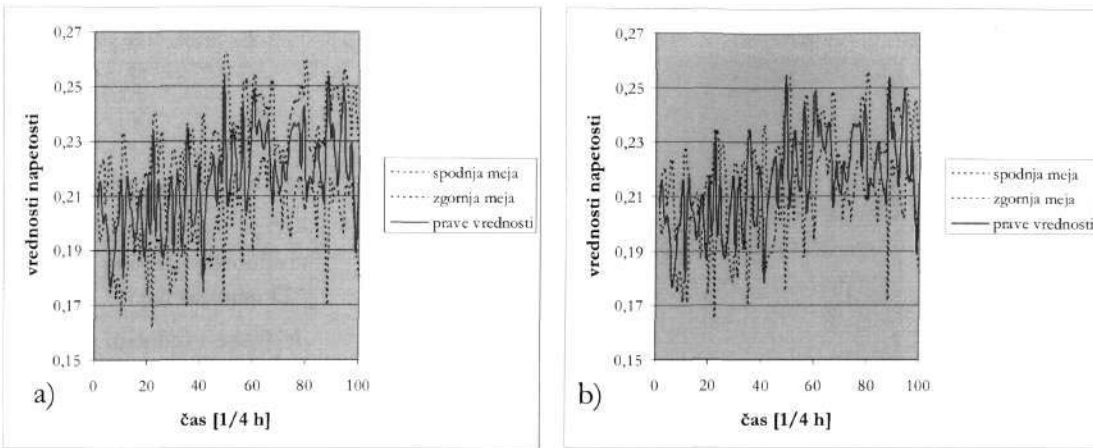 0,27
0,25
0,23
0,21
0,19
0,17
0,15
vrednosti napetosti
0 20 40 60 80 100
čas [1/4 h]
spodnja meja
zgornja meja
prave vrednosti
a)
0,27
0,25
0,23
0,21
0,19
0,17
0,15
vrednosti napetosti
0 20 40 60 80 100
čas [1/4 h]
spodnja meja
zgornja meja
prave vrednosti
b)